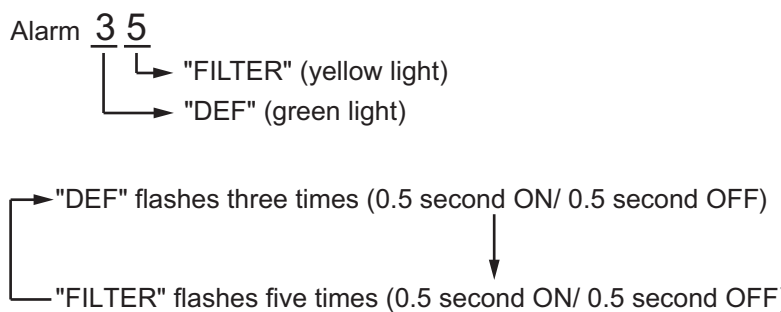 Alarm 3 5
"FILTER" (yellow light)
"DEF" (green light)
"DEF" flashes three times (0.5 second ON/ 0.5 second OFF)
"FILTER" flashes five times (0.5 second ON/ 0.5 second OFF)